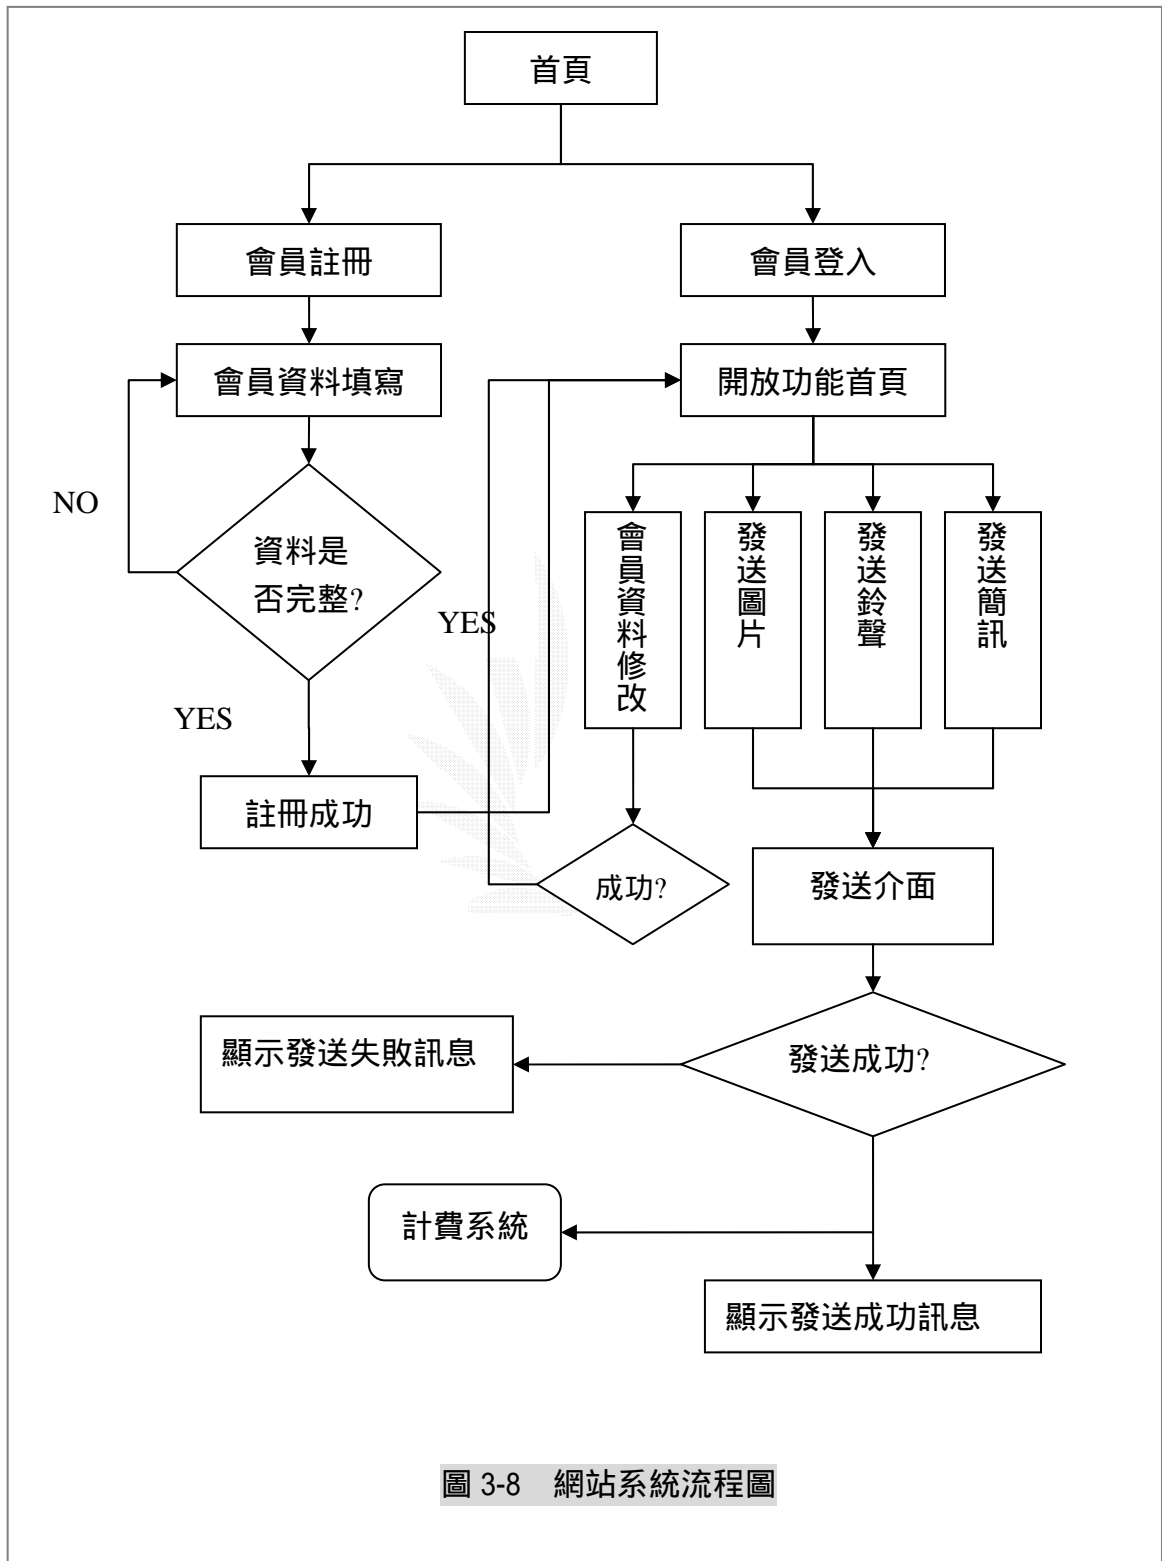 首頁
會員註冊
會員登入
會員資料填寫
開放功能首頁
NO
資料是
否完整?
YES
YES
會員資料修改
發送圖片
發送鈴聲
發送簡訊
註冊成功
成功?
發送介面
顯示發送失敗訊息
發送成功?
計費系統
顯示發送成功訊息
圖 3-8 網站系統流程圖